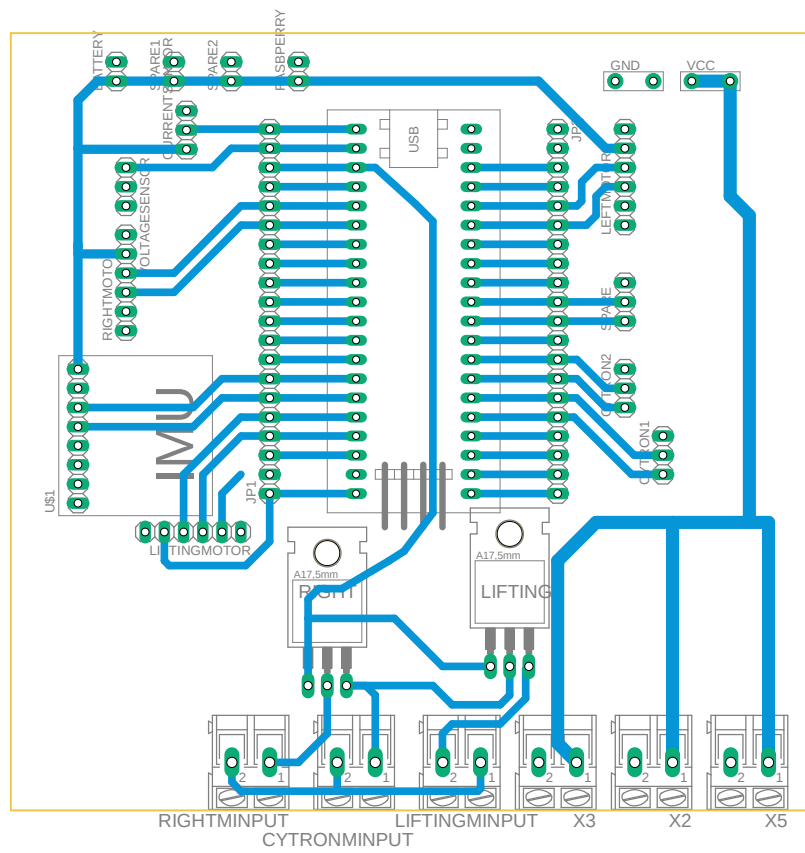 BATTERY
SPARE1
SPARE2
RASBPERRY
GND
VCC
CURRENTSENSOR
USB
JP2
LEFTMOTOR
VOLTAGESENSOR
RIGHTMOTOR
SPARE
CYTRON2
IMU
CYTRON1
U$1
JP1
LIFTINGMOTOR
A17,5mm
RIGHT
A17,5mm
LIFTING
2 1
2 1
2 1
2 1
2 1
2 1
RIGHTMINPUT
CYTRONMINPUT
LIFTINGMINPUT
X3
X2
X5